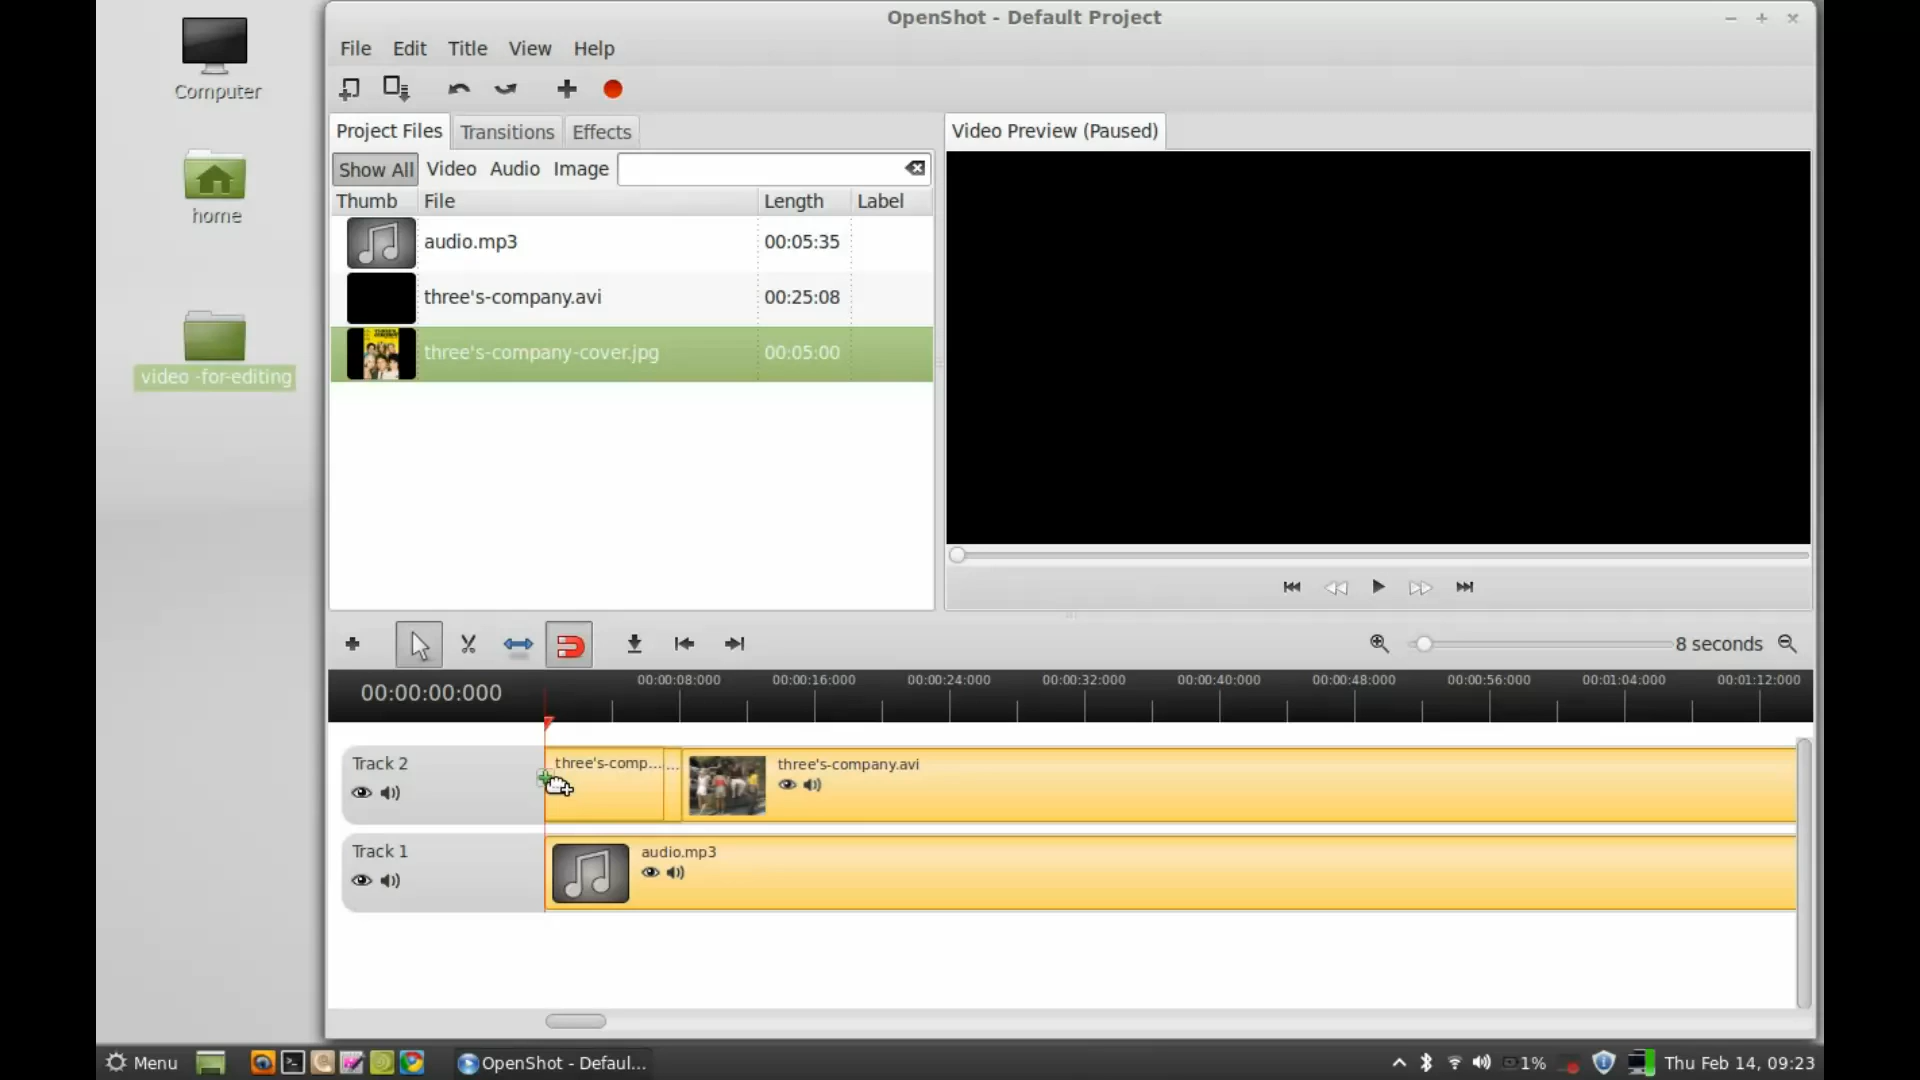 Computer
home
video -for-editing
OpenShot - Default Project
File Edit Title View Help
Project Files Transitions Effects
Show All Video Audio Image
Thumb File Length Label
audio.mp3 00:05:35
three's-company.avi 00:25:08
three's-company-cover.jpg 00:05:00
Video Preview (Paused)
8 seconds
00:00:00:000
00:00:08:000 00:00:16:000 00:00:24:000 00:00:32:000 00:00:40:000 00:00:48:000 00:00:56:000 00:01:04:000 00:01:12:000
Track 2
three's-comp... ... three's-company.avi
Track 1
audio.mp3
Menu
OpenShot - Defaul...
1%
Thu Feb 14, 09:23